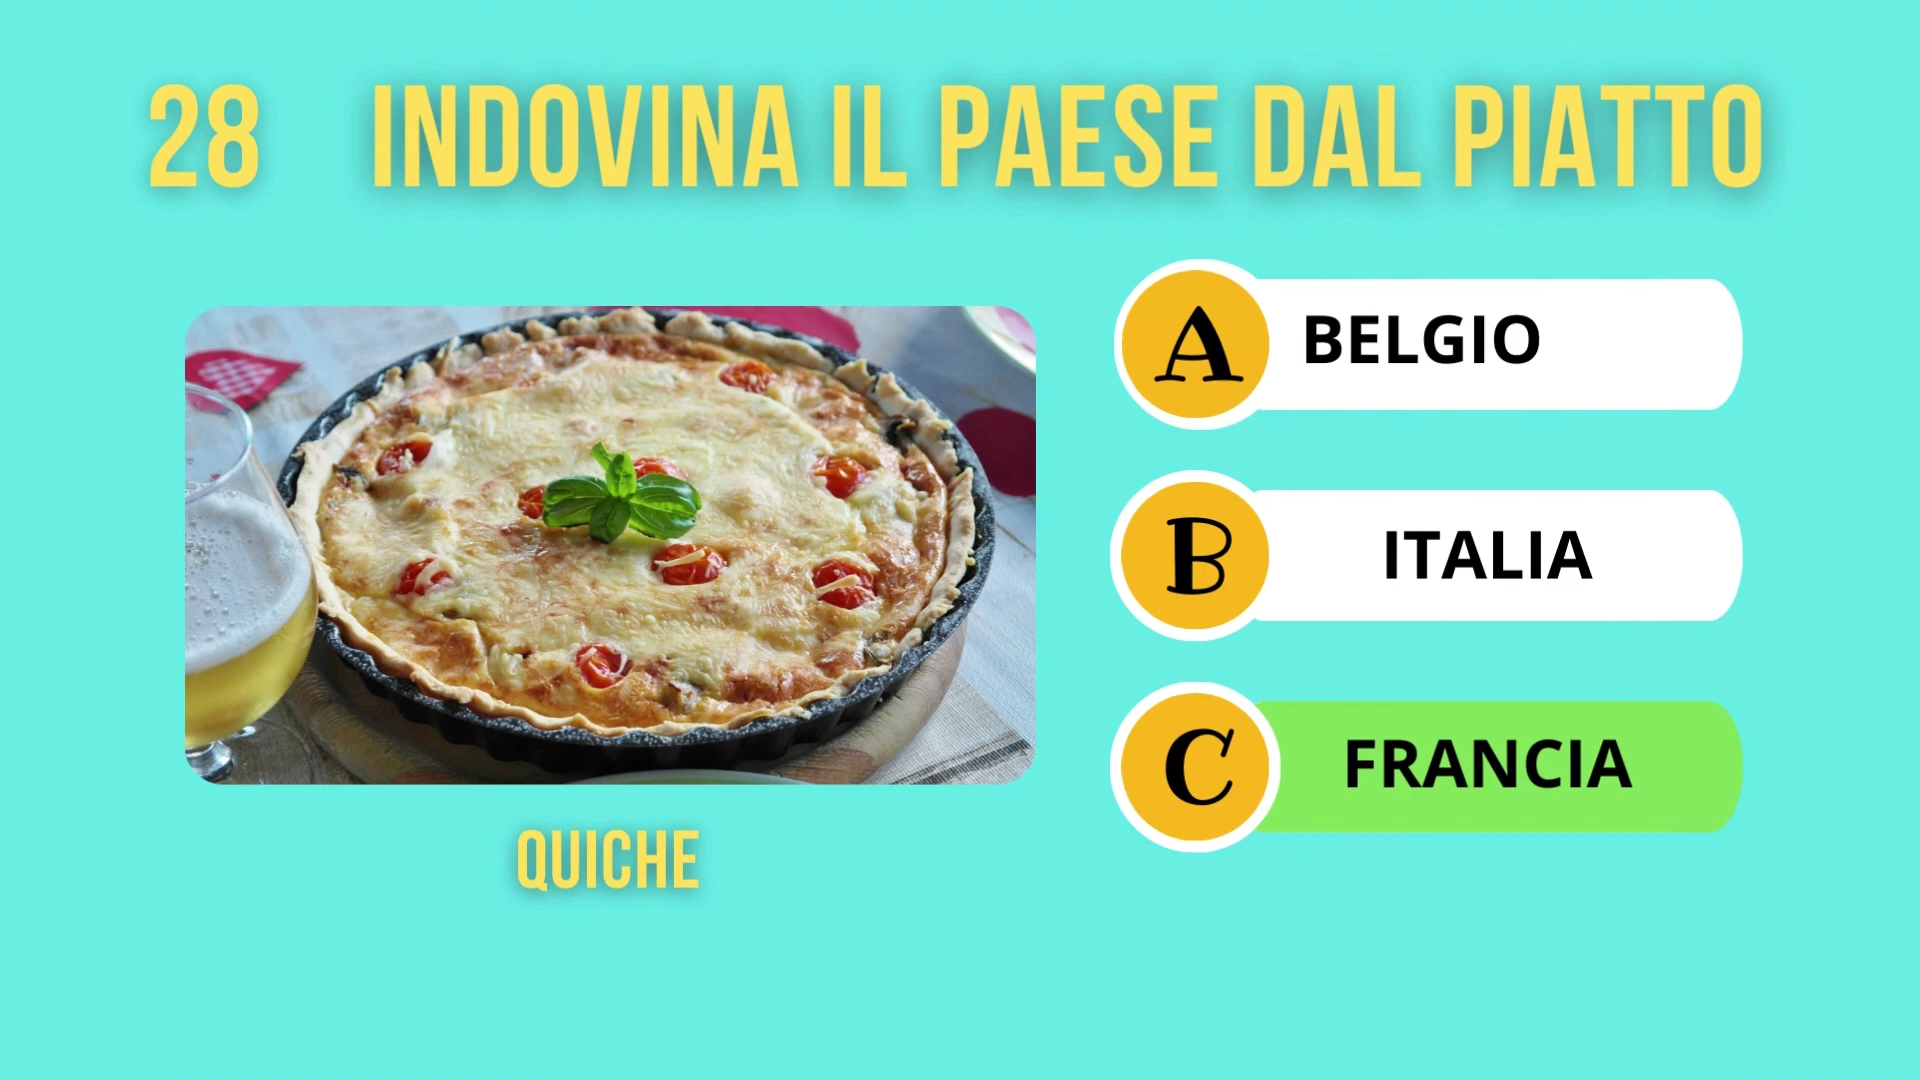 28 INDOVINA IL PAESE DAL PIATTO
A BELGIO
B ITALIA
C FRANCIA
QUICHE